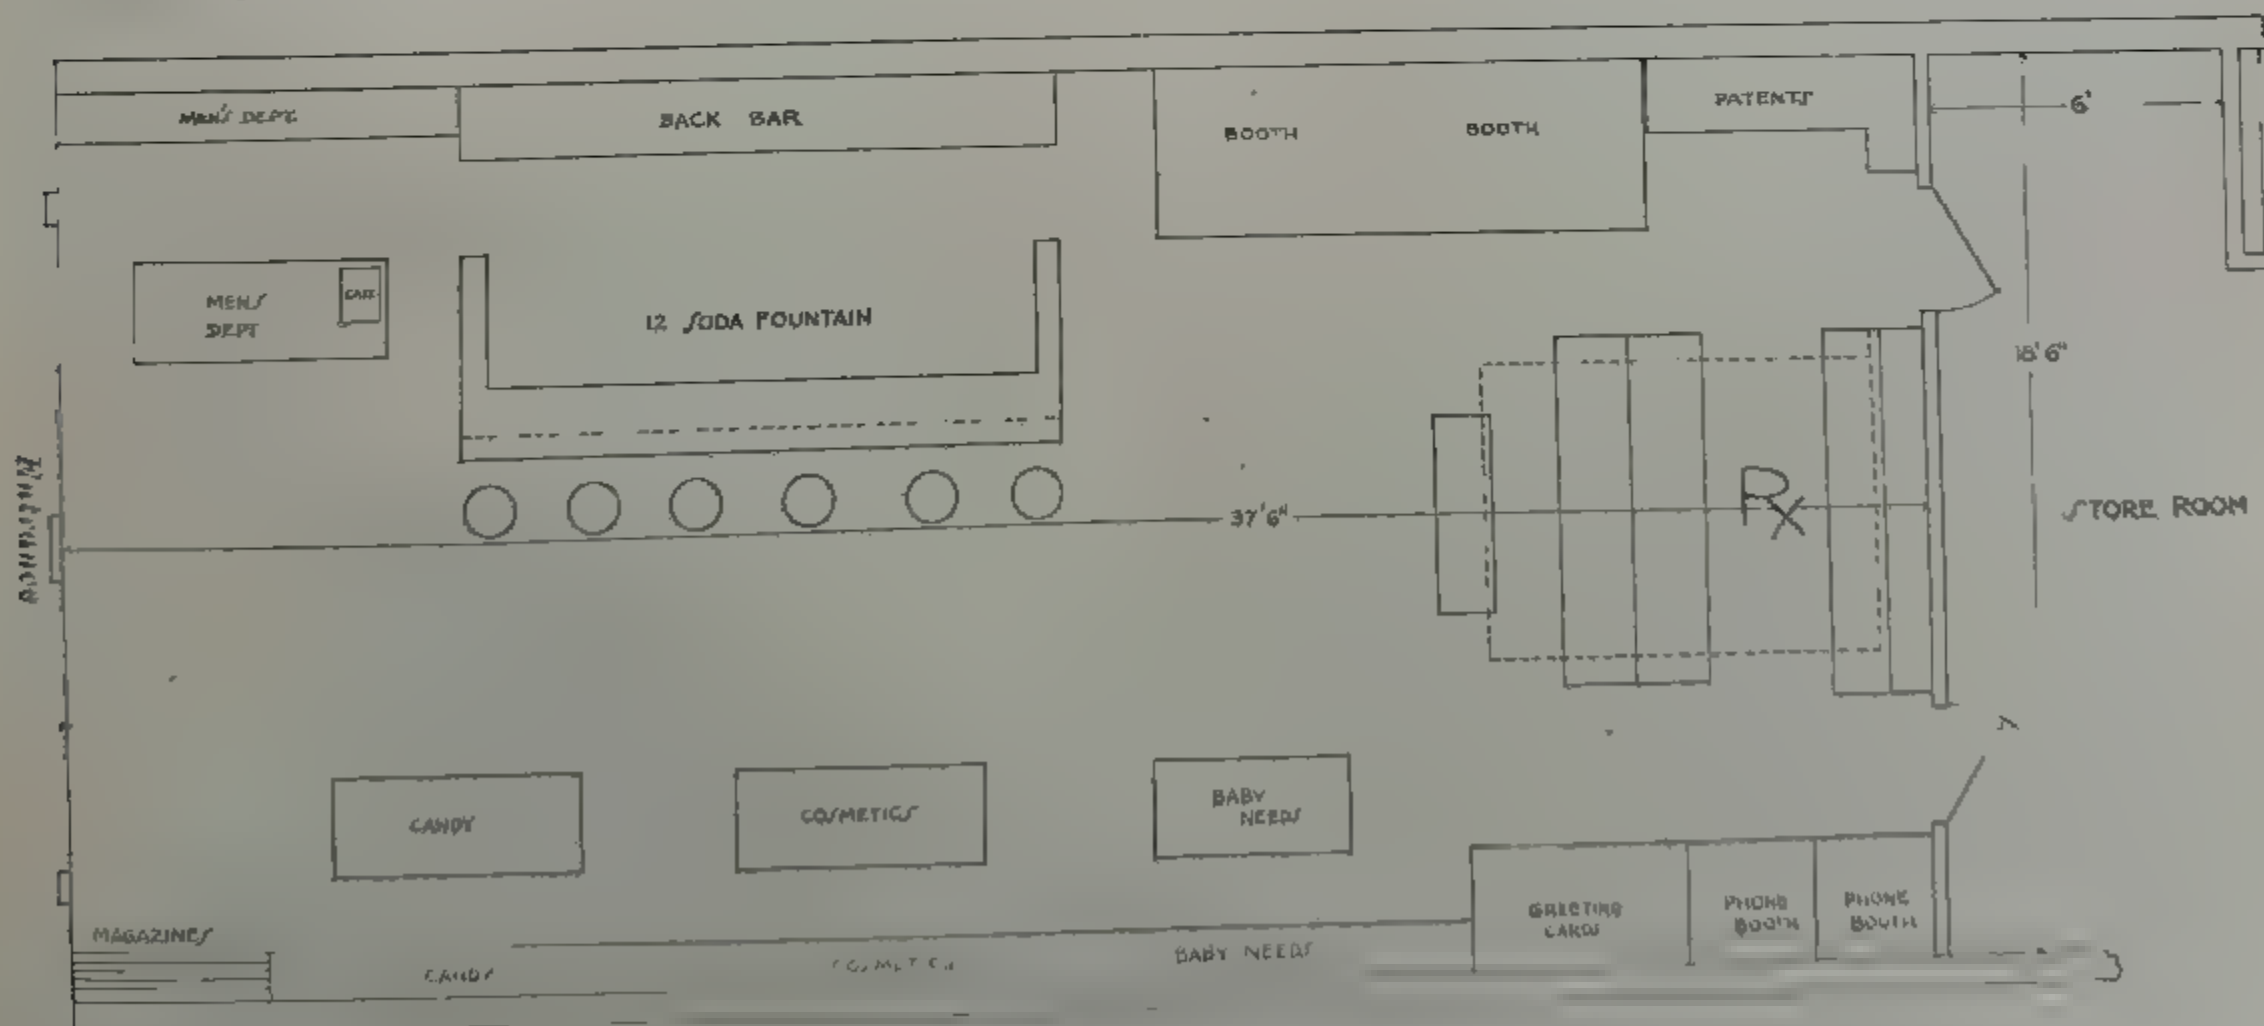 MEN'S DEPT.
BACK BAR
BOOTH
BOOTH
PATENTS
6'
MENS
DEPT
12 SODA FOUNTAIN
18'6"
37'6"
Rx
STORE ROOM
CANDY
COSMETICS
BABY
NEEDS
MAGAZINES
CANDY
COSMETICS
BABY NEEDS
GREETING
CARDS
PHONE
BOOTH
PHONE
BOOTH